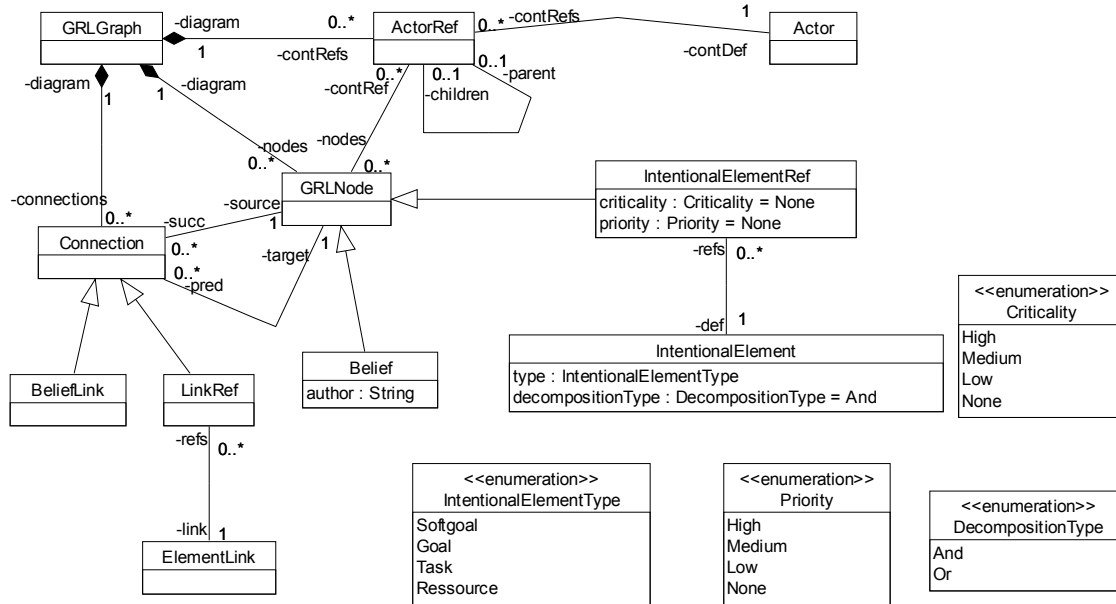 GRLGraph
-diagram
1
0..*
-contRefs
ActorRef
0..*
-contRefs
1
-contDef
Actor
-diagram
1
-diagram
1
0..*
-contRef
0..1
-children
0..1
-parent
-nodes
0..*
-nodes
0..*
GRLNode
-connections
0..*
-succ
0..*
-source
1
1
-target
0..*
-pred
Connection
IntentionalElementRef
criticality : Criticality = None
priority : Priority = None
-refs
0..*
-def
1
IntentionalElement
type : IntentionalElementType
decompositionType : DecompositionType = And
<<enumeration>>
Criticality
High
Medium
Low
None
BeliefLink
LinkRef
Belief
author : String
-refs
0..*
-link
1
ElementLink
<<enumeration>>
IntentionalElementType
Softgoal
Goal
Task
Ressource
<<enumeration>>
Priority
High
Medium
Low
None
<<enumeration>>
DecompositionType
And
Or